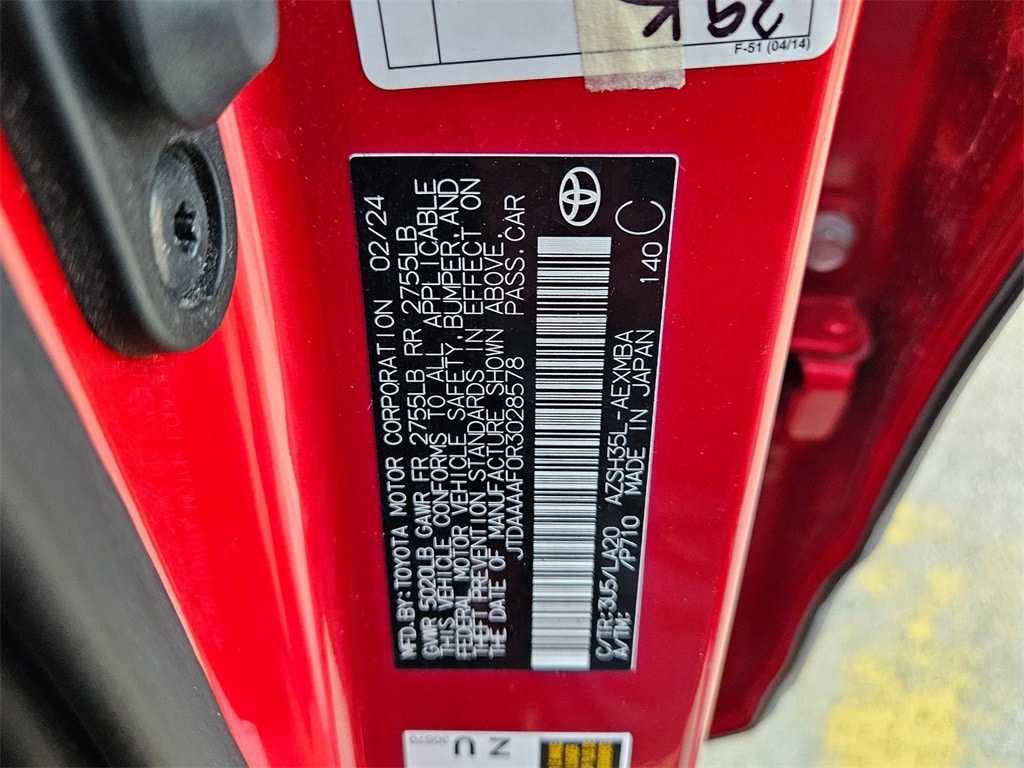 29K
F-51 (04/14)
MFD.BY:TOYOTA MOTOR CORPORATION 02/24
GVWR 5020LB GAWR FR 2755LB RR 2755LB
THIS VEHICLE CONFORMS TO ALL APPLICABLE
FEDERAL MOTOR VEHICLE SAFETY,BUMPER,AND
THEFT PREVENTION STANDARDS IN EFFECT ON
THE DATE OF MANUFACTURE SHOWN ABOVE.
JTDAAAAF0R3028578 PASS.CAR
C/TR:3U5/LA20 AZSH35L-AEXMBA 140 C
A/TM: /P710 MADE IN JAPAN
N U